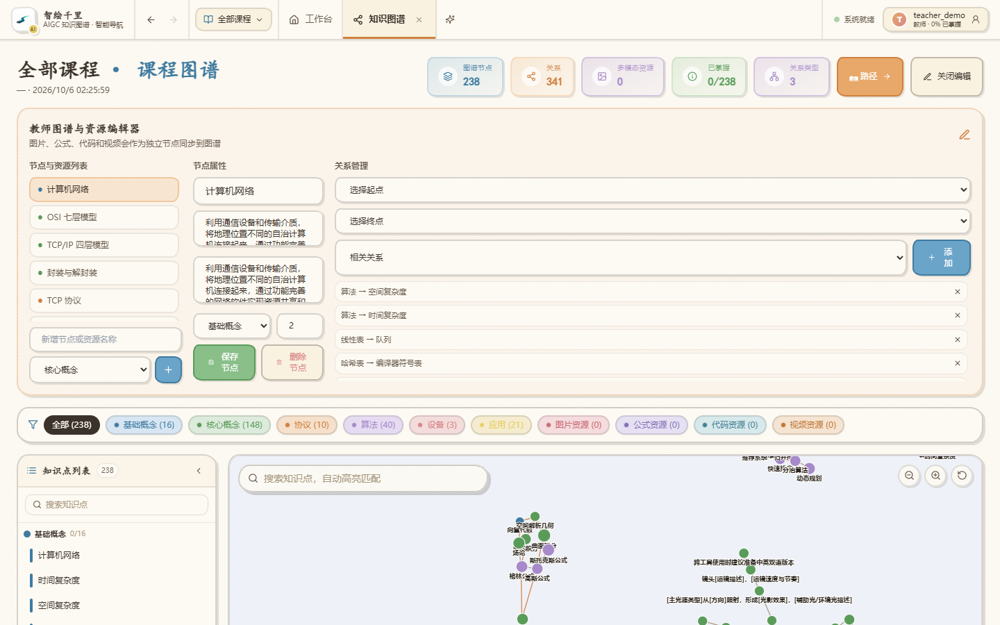 智绘千里
AIGC 知识图谱 · 智能导航
AI
全部课程
工作台
知识图谱
系统就绪
T
teacher_demo
教师 · 0% 已掌握
全部课程 • 课程图谱
— · 2026/10/6 02:25:59
图谱节点
238
关系
341
多模态资源
0
已掌握
0/238
关系类型
3
路径 →
关闭编辑
教师图谱与资源编辑器
图片、公式、代码和视频会作为独立节点同步到图谱
节点与资源列表
计算机网络
OSI 七层模型
TCP/IP 四层模型
封装与解封装
TCP 协议
新增节点或资源名称
核心概念
+
节点属性
计算机网络
利用通信设备和传输介质，
将地理位置不同的自治计算
机连接起来，通过功能完善
利用通信设备和传输介质，
将地理位置不同的自治计算
机连接起来，通过功能完善
的网络软件实现资源共享和
基础概念
2
保存节点
删除节点
关系管理
选择起点
选择终点
相关关系
+ 添加
算法 → 空间复杂度 ×
算法 → 时间复杂度 ×
线性表 → 队列 ×
哈希表 → 编译器符号表 ×
全部 (238)
基础概念 (16)
核心概念 (148)
协议 (10)
算法 (40)
设备 (3)
应用 (21)
图片资源 (0)
公式资源 (0)
代码资源 (0)
视频资源 (0)
知识点列表 238
搜索知识点
基础概念 0/16
计算机网络
时间复杂度
空间复杂度
搜索知识点，自动高亮匹配
推荐系统
归并排
快速排
分治算法
动态规划
空间解析几何
向量代数
场论
斯托克斯公式
格林公式
高斯公式
跨工具使用时建议准备中英双语版本
镜头[运镜描述]，[运镜速度与节奏]
[主光源类型]从[方向]照射，形成[光影效果]，[辅助光/环境光描述]